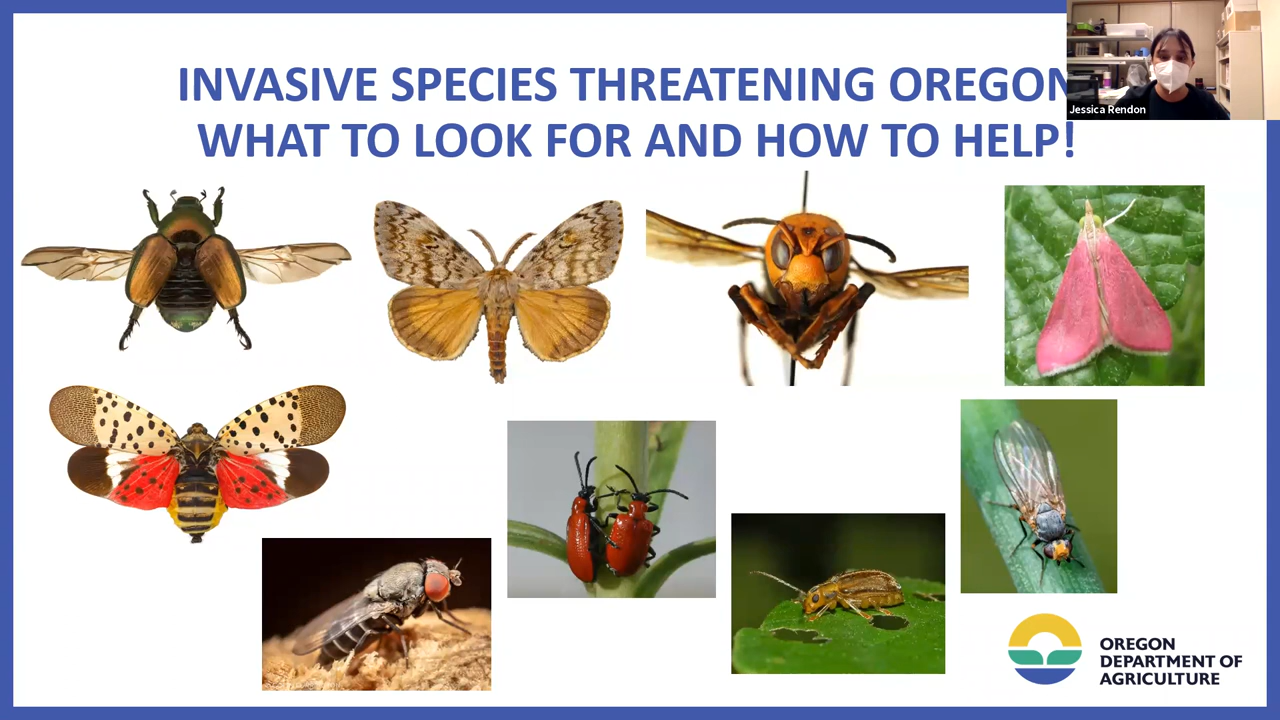 INVASIVE SPECIES THREATENING OREGON
WHAT TO LOOK FOR AND HOW TO HELP!
Jessica Rendon
OREGON
DEPARTMENT OF
AGRICULTURE